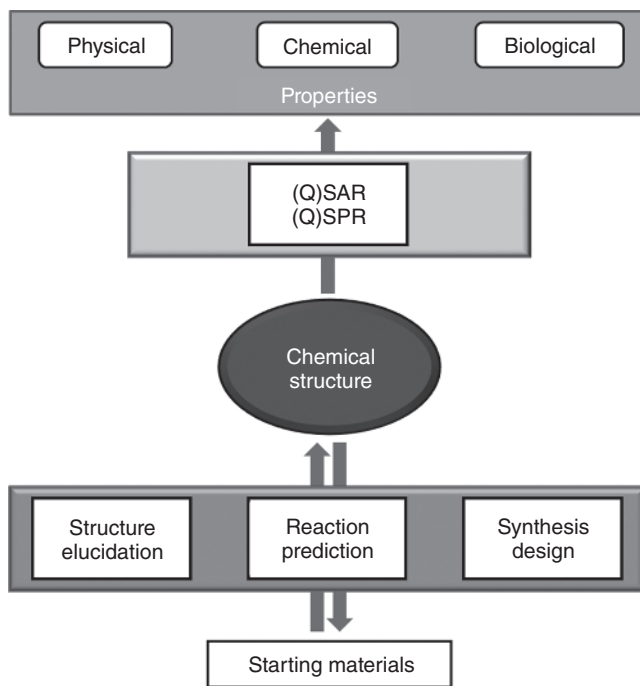 Physical
Chemical
Biological
Properties
(Q)SAR
(Q)SPR
Chemical
structure
Structure
elucidation
Reaction
prediction
Synthesis
design
Starting materials